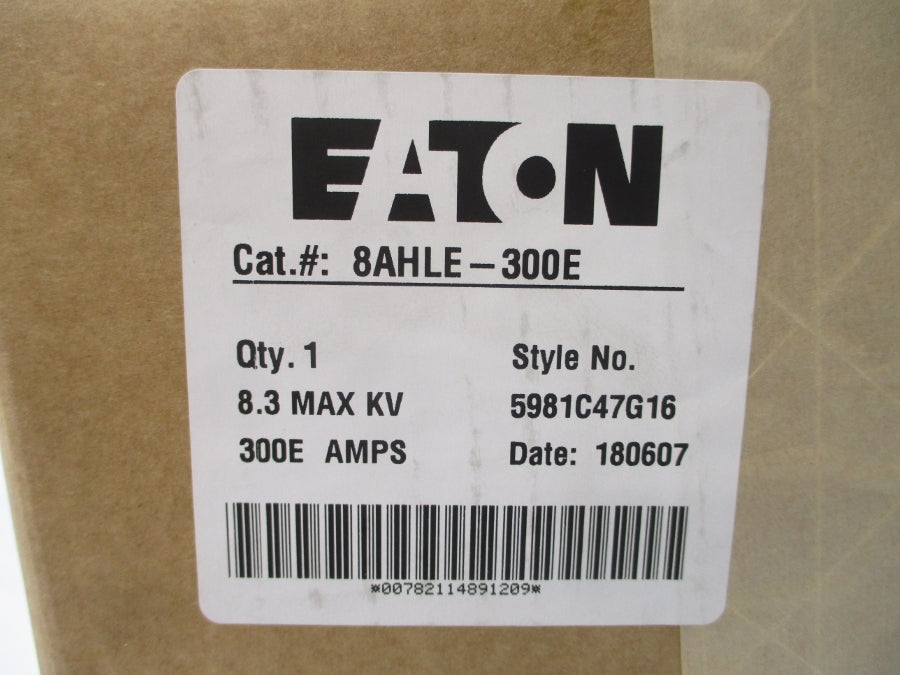 EATON
Cat.#: 8AHLE-300E
Qty. 1 Style No.
8.3 MAX KV 5981C47G16
300E AMPS Date: 180607
*00782114891209*